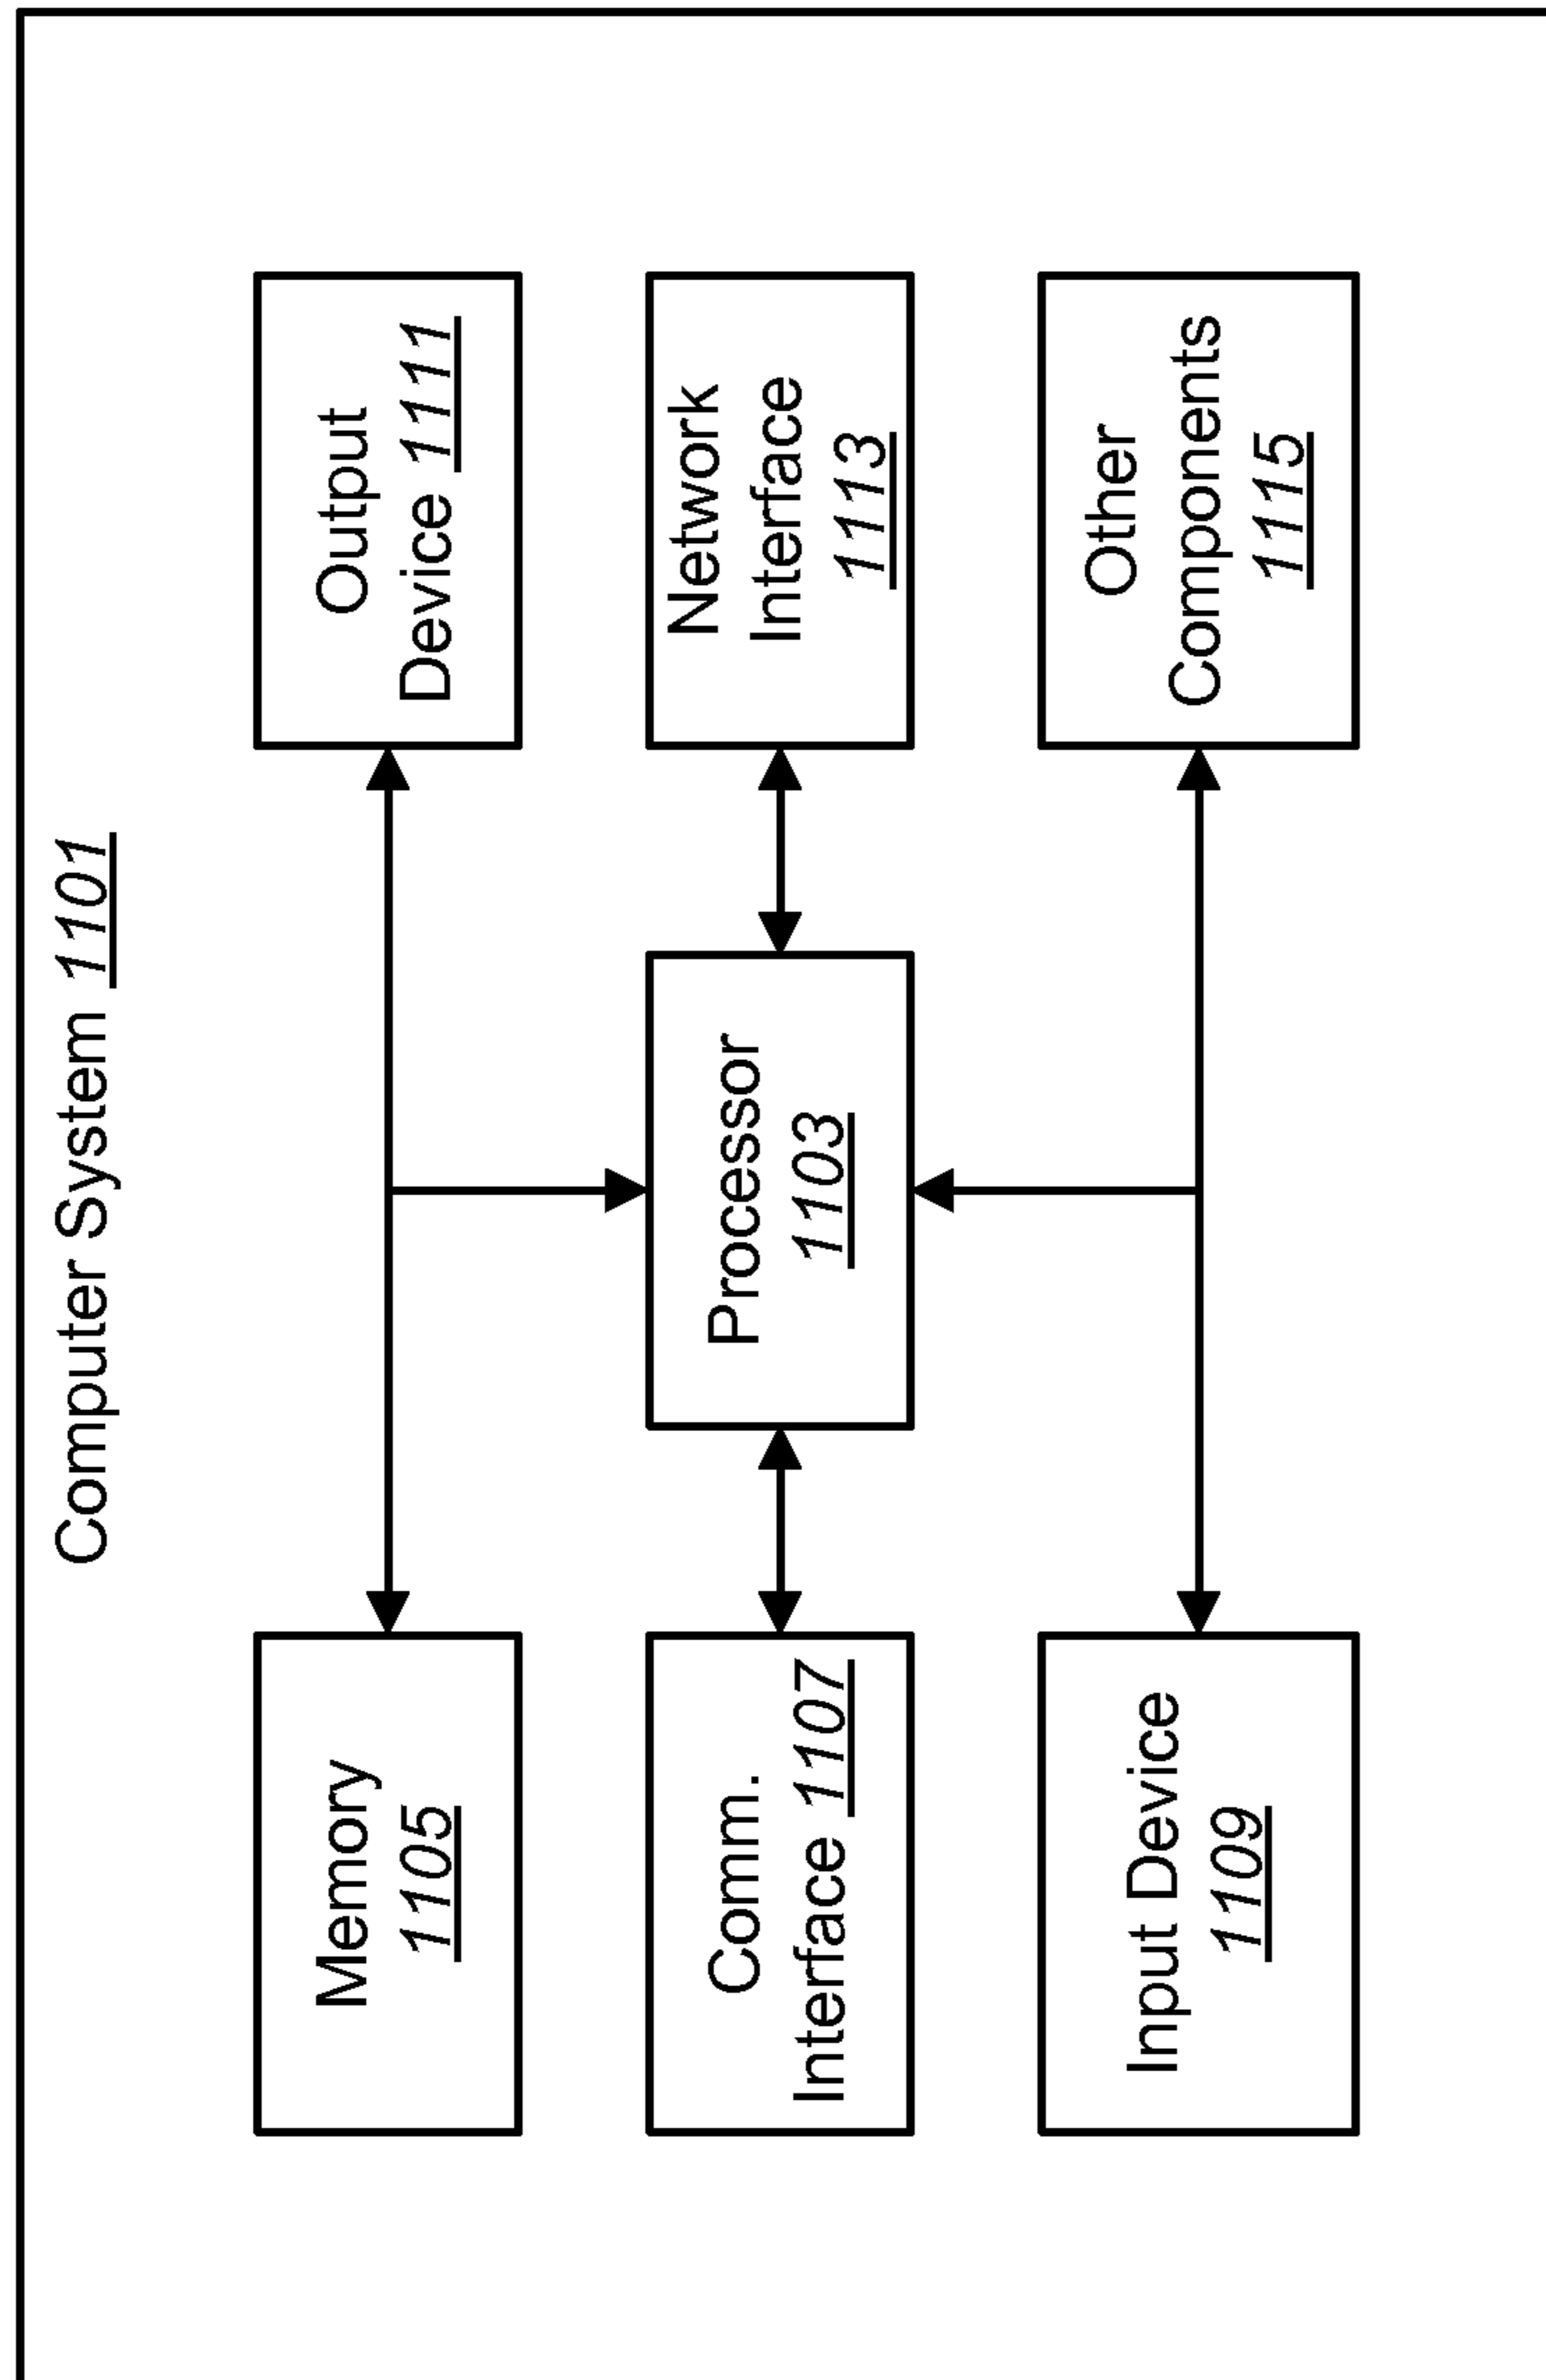 Computer System 1101
Memory
1105
Output
Device 1111
Comm.
Interface 1107
Processor
1103
Network
Interface
1113
Input Device
1109
Other
Components
1115